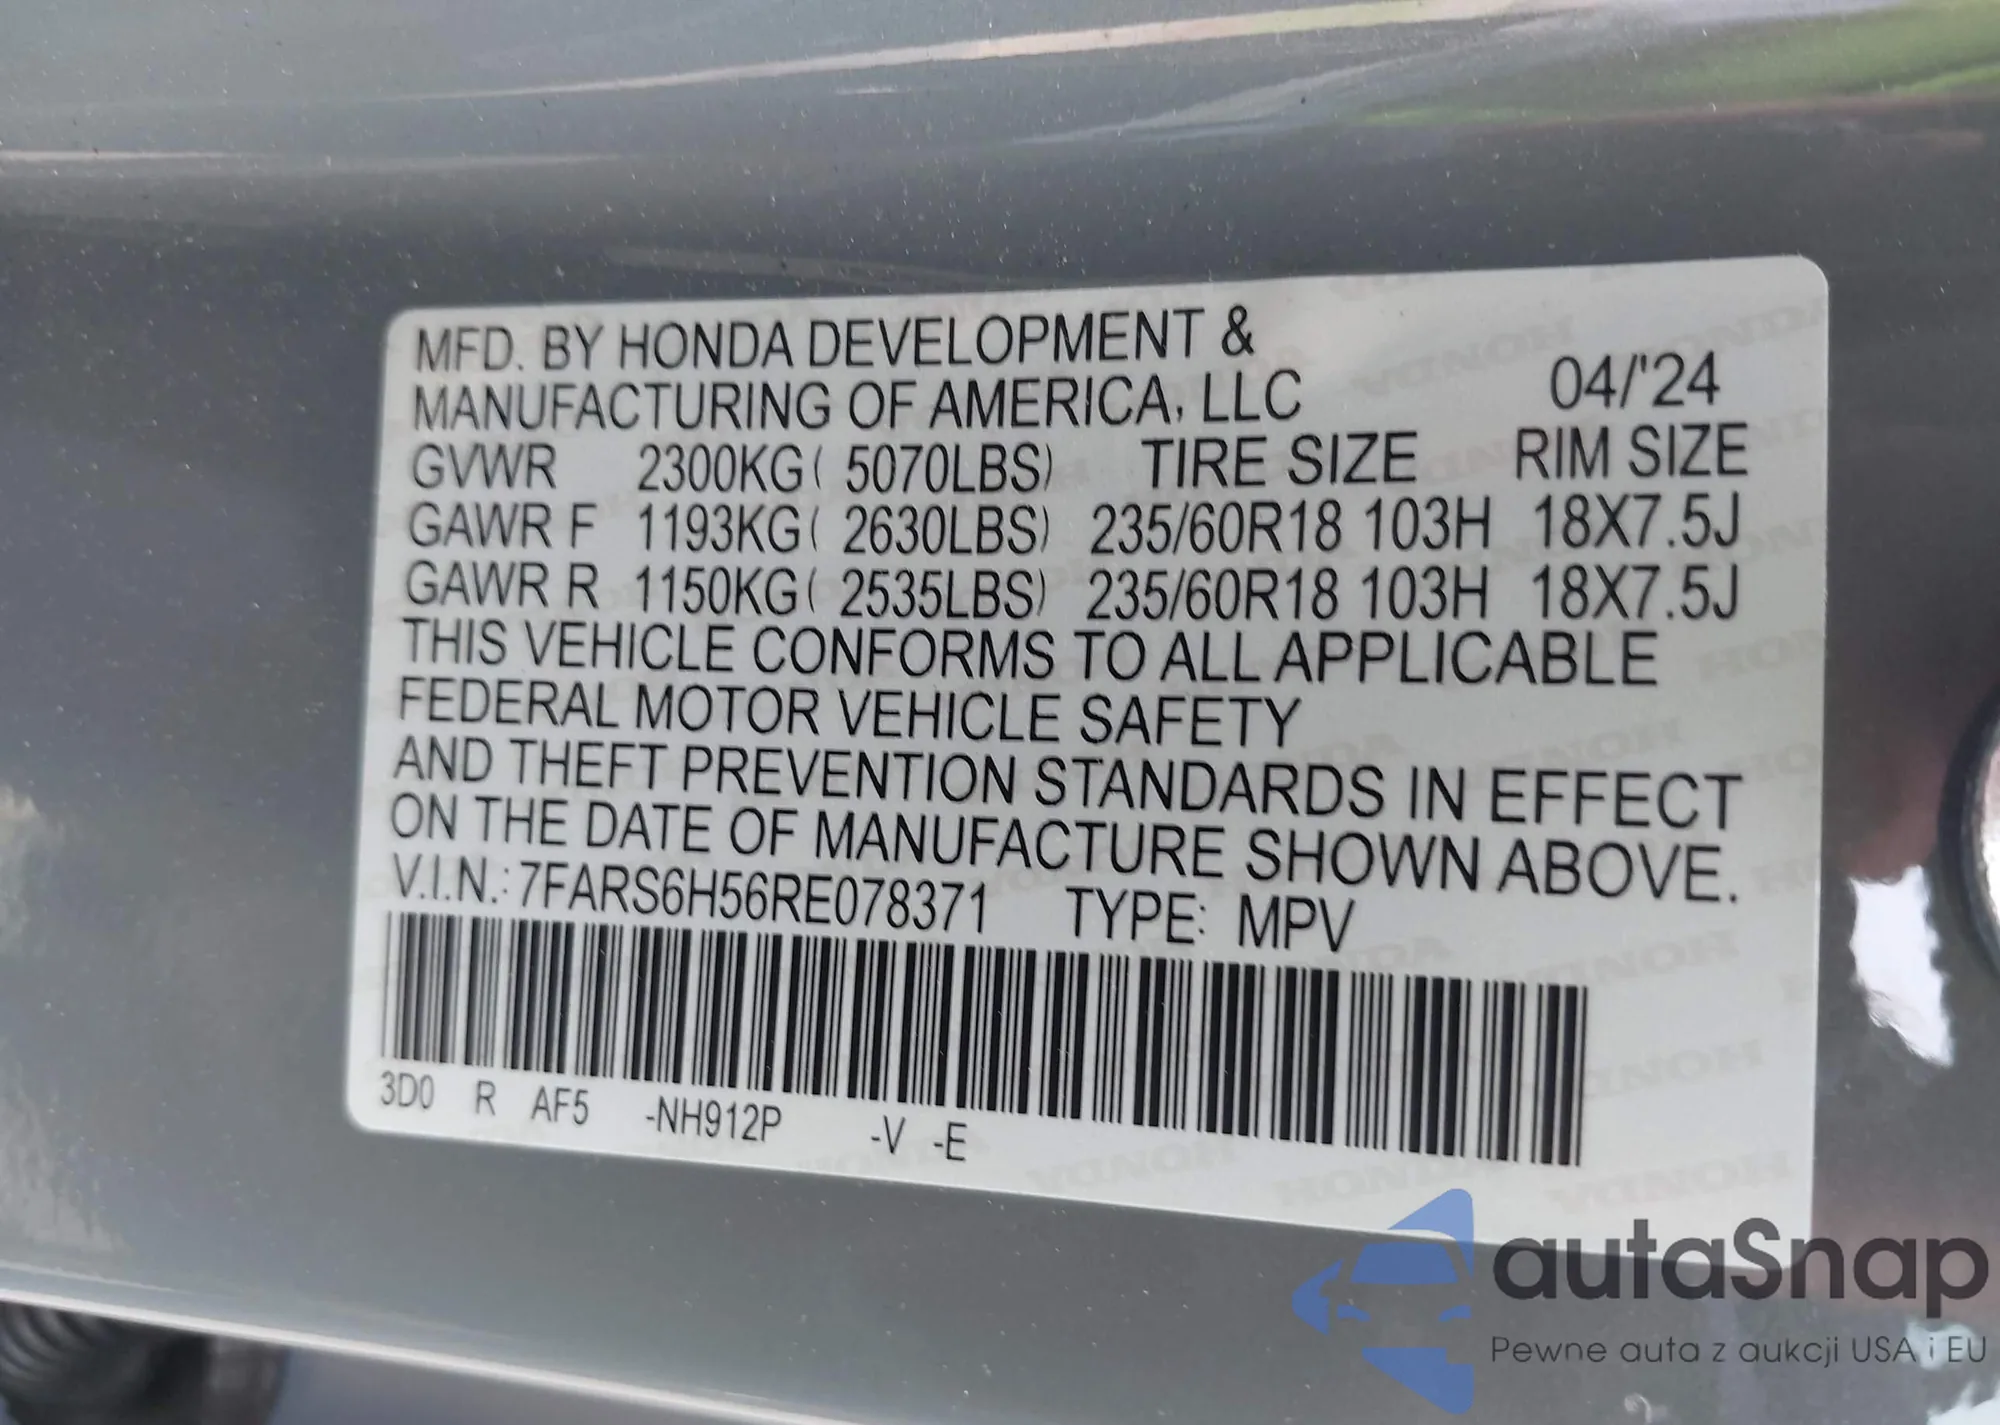 MFD. BY HONDA DEVELOPMENT &
MANUFACTURING OF AMERICA, LLC 04/'24
GVWR 2300KG( 5070LBS) TIRE SIZE RIM SIZE
GAWR F 1193KG( 2630LBS) 235/60R18 103H 18X7.5J
GAWR R 1150KG( 2535LBS) 235/60R18 103H 18X7.5J
THIS VEHICLE CONFORMS TO ALL APPLICABLE
FEDERAL MOTOR VEHICLE SAFETY
AND THEFT PREVENTION STANDARDS IN EFFECT
ON THE DATE OF MANUFACTURE SHOWN ABOVE.
V.I.N.: 7FARS6H56RE078371 TYPE: MPV
3D0 R AF5 -NH912P -V -E
autaSnap
Pewne auta z aukcji USA i EU